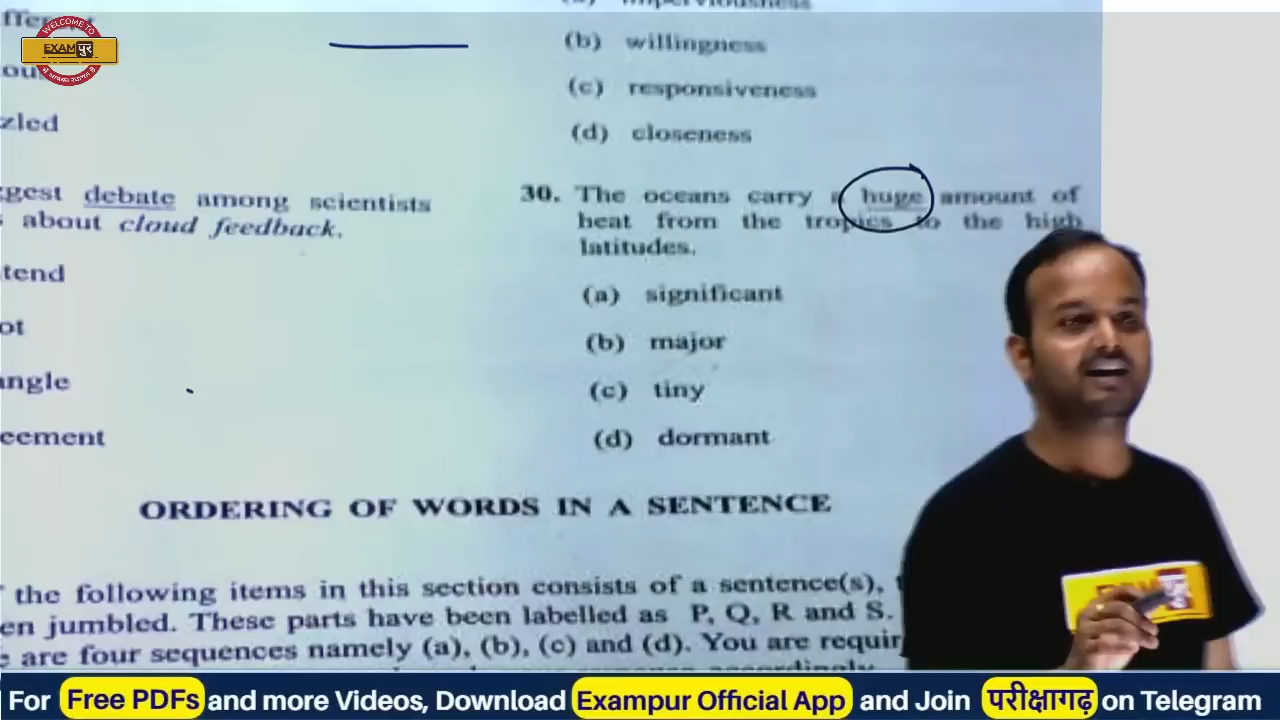 WELCOME TO
EXAM पुर
zled
ggest debate among scientists
about cloud feedback.
tend
ot
angle
eement
(b) willingness
(c) responsiveness
(d) closeness
30. The oceans carry a huge amount of
heat from the tropics to the high
latitudes.
(a) significant
(b) major
(c) tiny
(d) dormant
ORDERING OF WORDS IN A SENTENCE
the following items in this section consists of a sentence(s),
en jumbled. These parts have been labelled as P, Q, R and S.
e are four sequences namely (a), (b), (c) and (d). You are requir
For Free PDFs and more Videos, Download Exampur Official App and Join परीक्षागढ़ on Telegram